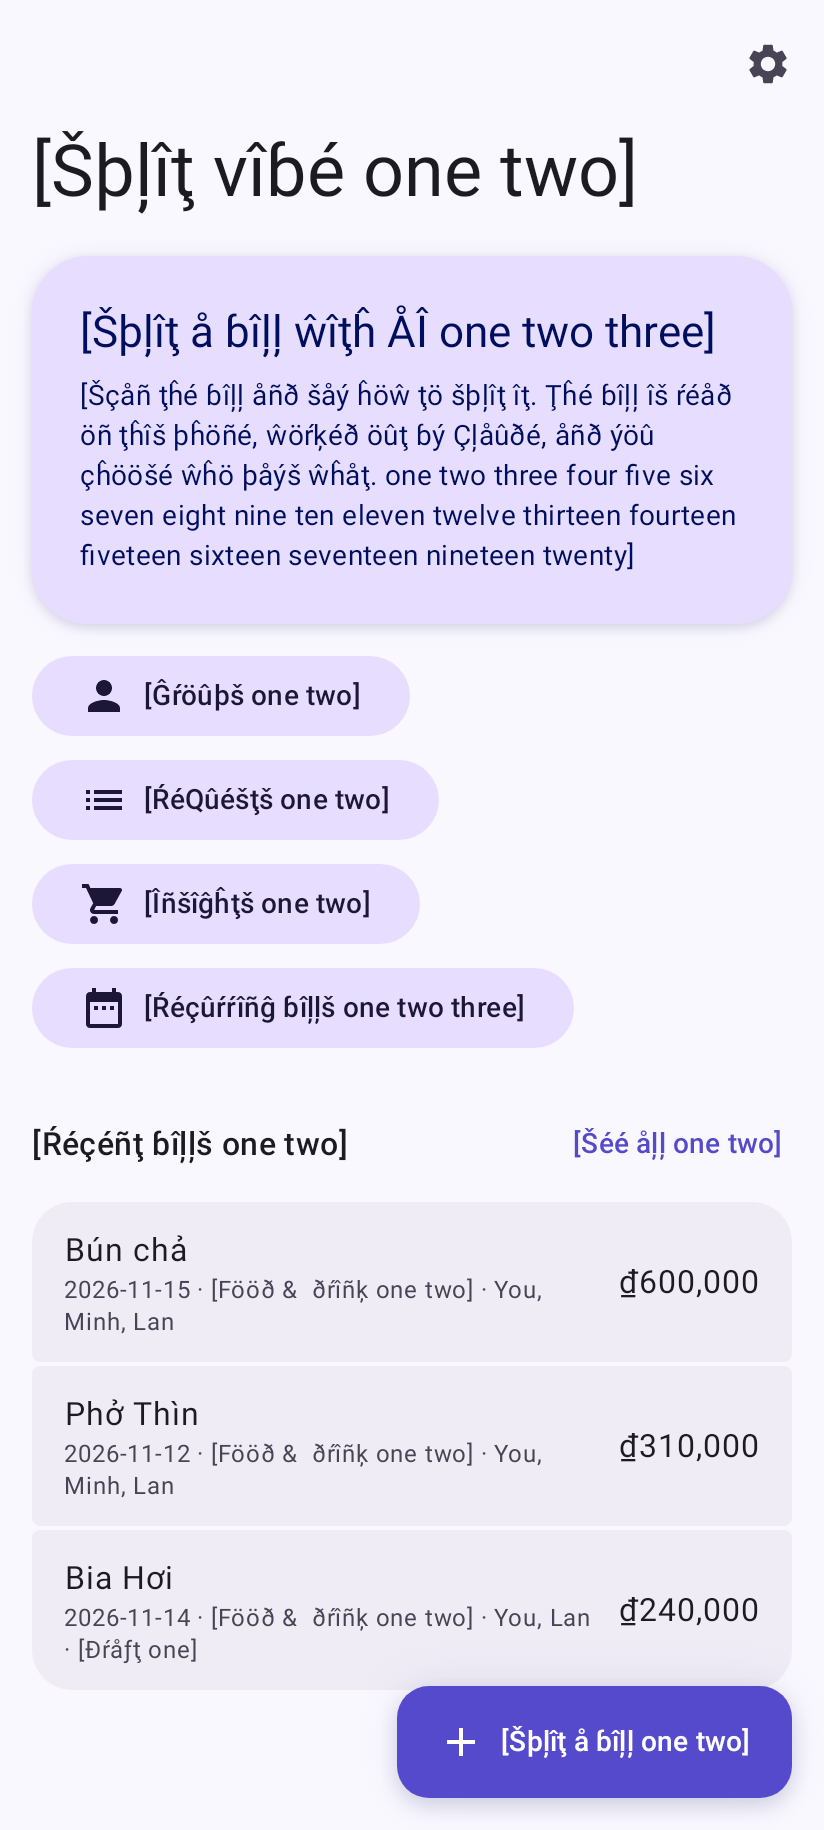 [Šþļîţ vîɓé one two]
[Šþļîţ å ɓîļļ ŵîţĥ ÅÎ one two three]
[Šçåñ ţĥé ɓîļļ åñð šåý ĥöŵ ţö šþļîţ îţ. Ţĥé ɓîļļ îš ŕéåð
öñ ţĥîš þĥöñé, ŵöŕķéð öûţ ɓý Çļåûðé, åñð ýöû
çĥööšé ŵĥö þåýš ŵĥåţ. one two three four five six
seven eight nine ten eleven twelve thirteen fourteen
fiveteen sixteen seventeen nineteen twenty]
[Ĝŕöûþš one two]
[ŔéQûéšţš one two]
[Îñšîĝĥţš one two]
[Ŕéçûŕŕîñĝ ɓîļļš one two three]
[Ŕéçéñţ ɓîļļš one two]
[Šéé åļļ one two]
Bún chả
2026-11-15 · [Fööð & ðŕîñķ one two] · You,
Minh, Lan
₫600,000
Phở Thìn
2026-11-12 · [Fööð & ðŕîñķ one two] · You,
Minh, Lan
₫310,000
Bia Hơi
2026-11-14 · [Fööð & ðŕîñķ one two] · You, Lan
· [Ðŕåƒţ one]
₫240,000
[Šþļîţ å ɓîļļ one two]